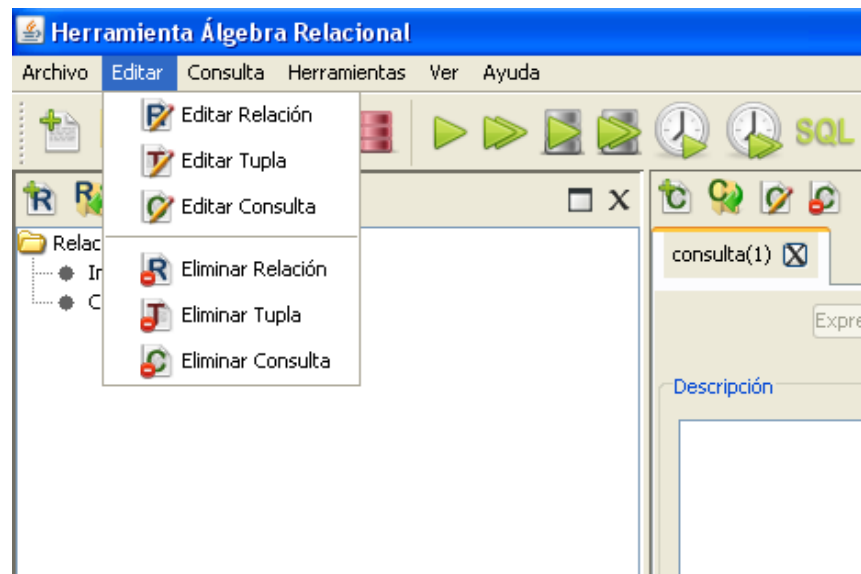 Herramienta Álgebra Relacional
Archivo Editar Consulta Herramientas Ver Ayuda
Editar Relación
Editar Tupla
Editar Consulta
Eliminar Relación
Eliminar Tupla
Eliminar Consulta
SQL
X
consulta(1)
Descripción